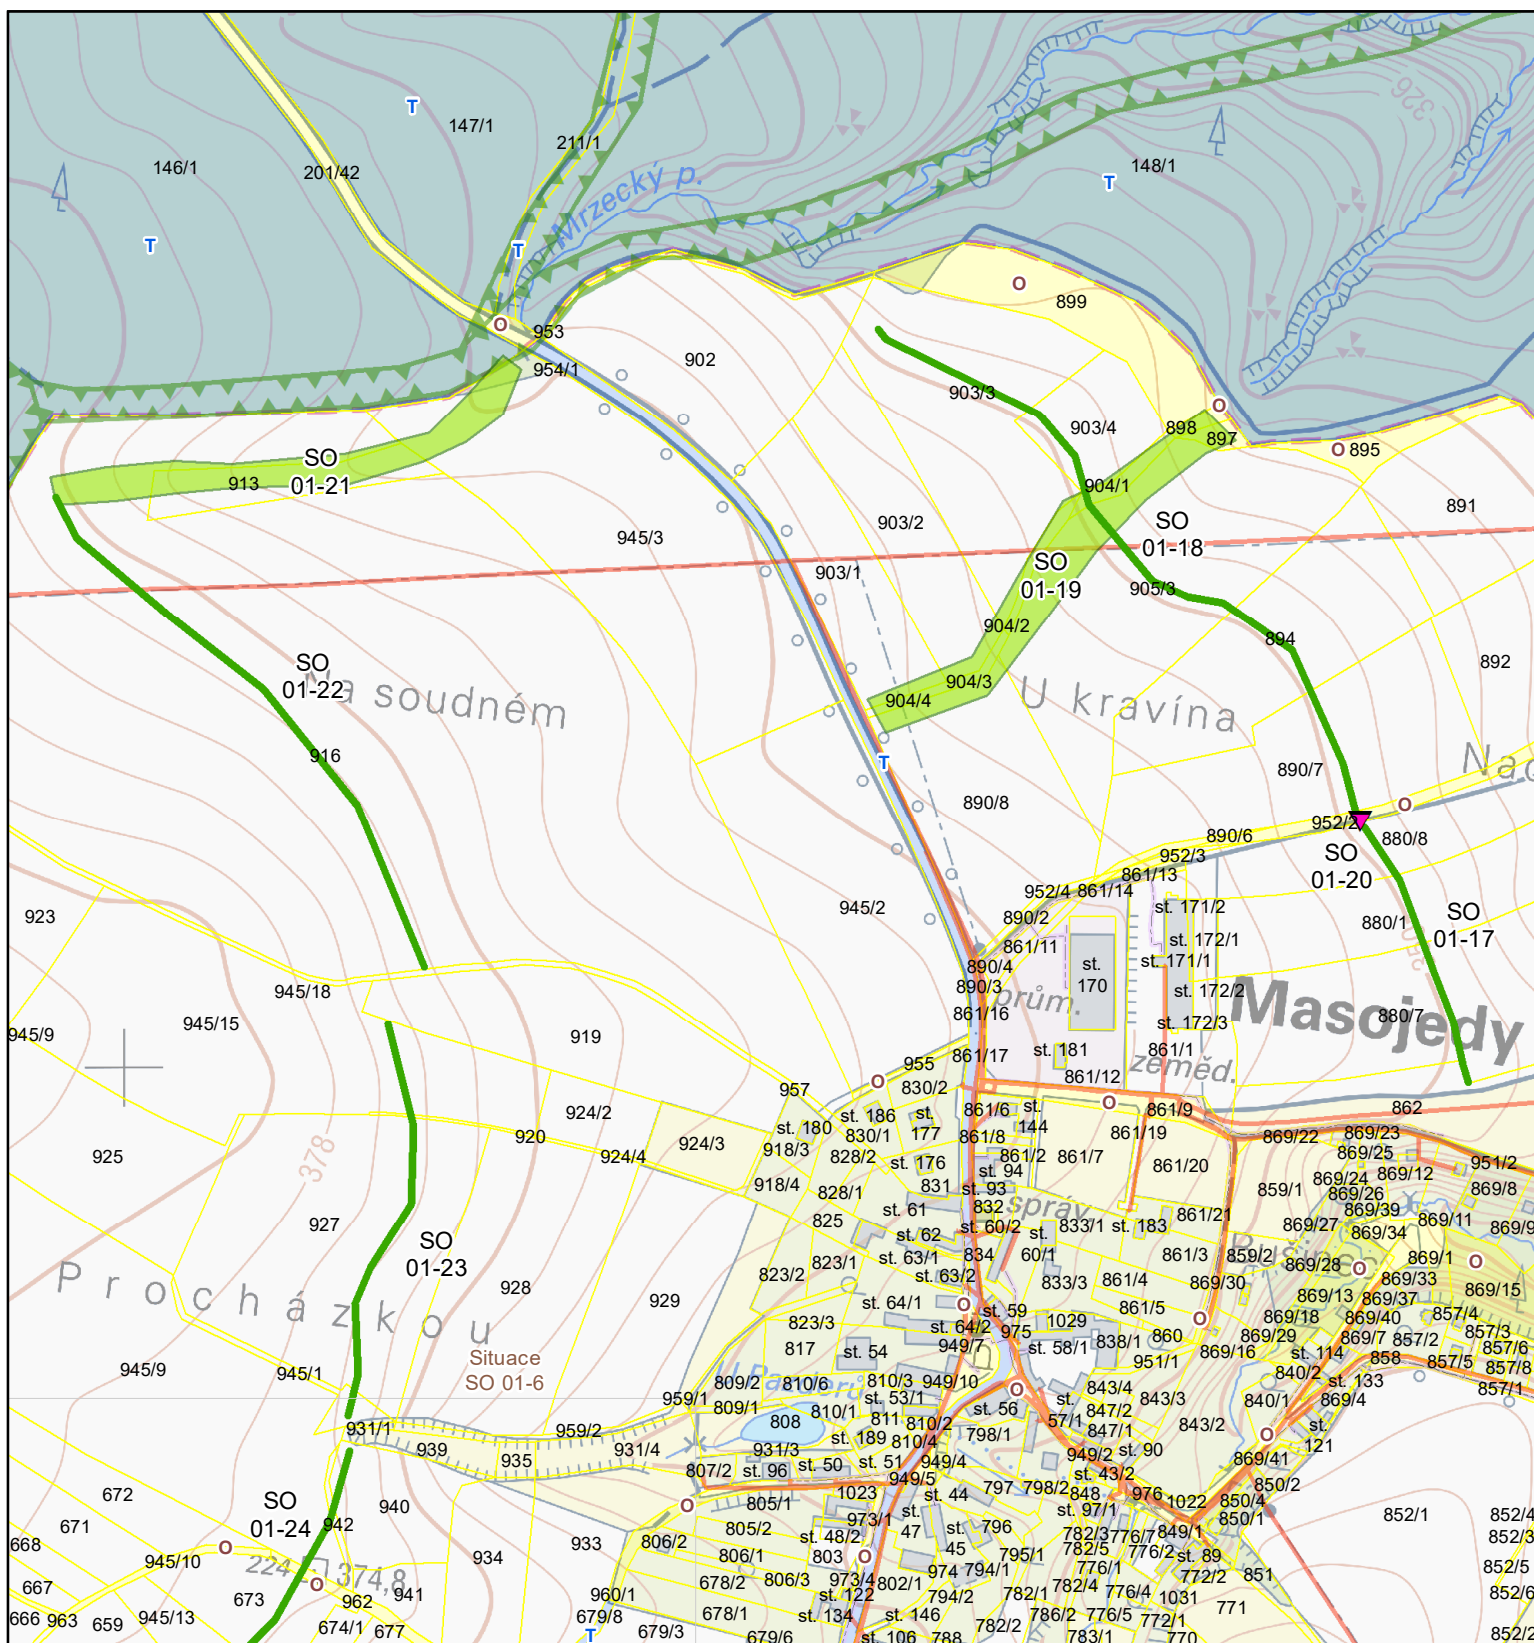 T
147/1
211/1
146/1
201/42
148/1
326
Mrzecký p.
T
T
T
O
899
O
953
902
954/1
903/3
903/4
898
O
897
O
895
SO
01-21
913
904/1
891
945/3
903/2
SO
01-18
903/1
SO
01-19
905/3
904/2
894
892
SO
01-22
Na soudném
904/3
904/4
U kravína
916
T
890/7
Nad
890/8
O
952/2
880/8
890/6
952/3
SO
01-20
861/13
952/4
861/14
923
945/2
890/2
st. 171/2
880/1
SO
01-17
861/11
st. 172/1
st. 171/1
890/4
st.
170
945/18
890/3
prům.
st. 172/2
Masojedy
945/9
945/15
861/16
st. 172/3
880/7
919
861/17
st. 181
861/1
955
zeměd.
861/12
957
O
830/2
924/2
st. 186
st.
177
861/6
st.
144
O
861/9
862
920
924/3
st. 180
830/1
861/8
861/19
869/22
869/23
925
378
924/4
918/3
828/2
861/2
861/7
869/25
st. 176
st. 94
861/20
951/2
918/4
831
st. 93
869/24
869/12
828/1
859/1
869/26
869/8
927
825
st. 61
832
správ
861/21
869/39
SO
01-23
st. 62
st. 60/2
833/1
st. 183
869/27
869/11
869/9
823/1
st. 63/1
834
st.
60/1
861/3
859/2
Bušinec
869/34
823/2
st. 63/2
833/3
861/4
869/30
869/28
O
869/1
O
Procházkou
928
929
st. 64/1
O
st. 59
861/5
869/13
869/33
869/15
823/3
st. 64/2
975
1029
O
869/18
869/37
857/4
817
949/7
st. 58/1
838/1
860
869/29
869/40
857/3
Situace
SO 01-6
st. 54
951/1
869/16
869/7
857/2
857/6
945/9
945/1
809/2
810/6
810/3
949/10
O
843/4
st. 114
858
857/5
857/8
959/1
809/1
810/1
st. 53/1
st. 56
st.
57/1
847/2
843/3
840/2
st. 133
857/1
931/1
959/2
808
811
810/2
798/1
847/1
843/2
840/1
869/4
939
935
931/4
931/3
st. 189
810/4
949/2
st. 90
O
st.
121
807/2
st. 96
st. 50
st. 51
949/4
st. 43/2
869/41
672
940
O
805/1
1023
949/5
st. 44
797
798/2
848
976
1022
850/2
SO
01-24
973/1
st. 97/1
850/4
852/1
852/4
671
942
805/2
st. 48/2
st.
47
st.
45
796
782/3
776/7
849/1
850/1
852/3
668
945/10
O
933
806/2
806/1
803
O
795/1
782/5
776/2
st. 89
934
224
374,8
678/2
806/3
973/4
802/1
974
794/1
776/1
772/2
851
852/5
667
673
O
941
960/1
st. 122
794/2
782/1
782/4
776/4
1031
852/6
666
963
659
945/13
962
679/8
678/1
st. 134
st. 146
786/2
776/5
772/1
771
674/1
677
T
679/3
679/6
st. 106
788
782/2
783/1
770
852/2